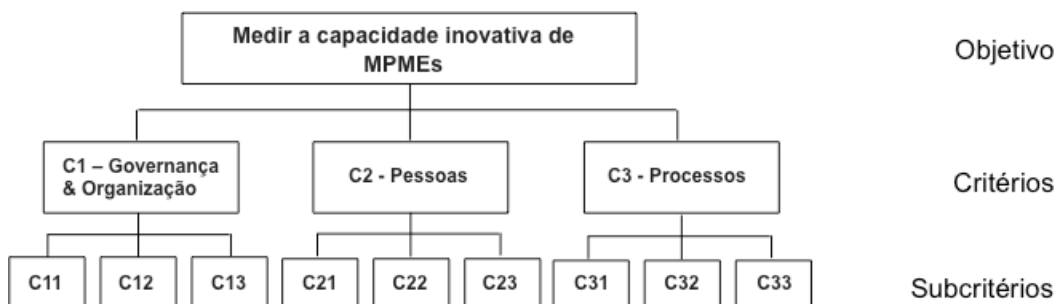 Medir a capacidade inovativa de
MPMEs
Objetivo
C1 – Governança
& Organização
C2 - Pessoas
C3 - Processos
Critérios
C11
C12
C13
C21
C22
C23
C31
C32
C33
Subcritérios